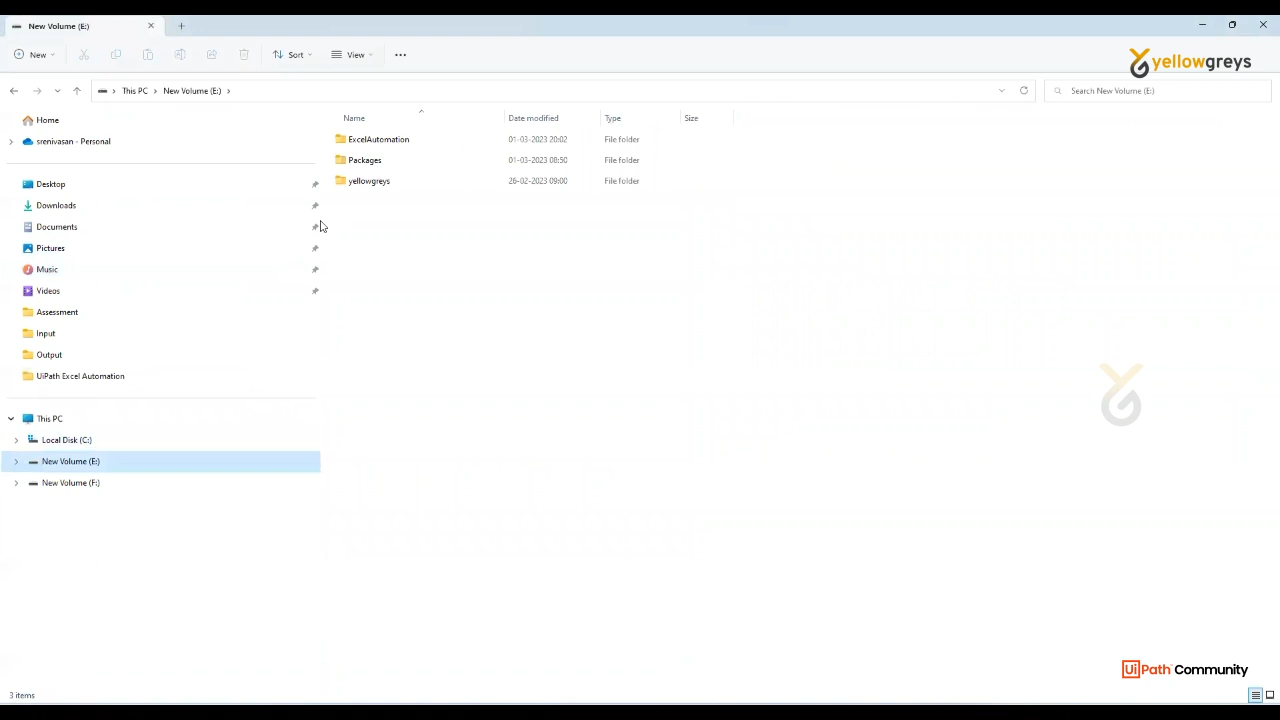 New Volume (E:)
New
Sort
View
yellowgreys
This PC
New Volume (E:)
Search New Volume (E:)
Home
srenivasan - Personal
Desktop
Downloads
Documents
Pictures
Music
Videos
Assessment
Input
Output
UiPath Excel Automation
This PC
Local Disk (C:)
New Volume (E:)
New Volume (F:)
Name Date modified Type Size
ExcelAutomation 01-03-2023 20:02 File folder
Packages 01-03-2023 08:50 File folder
yellowgreys 26-02-2023 09:00 File folder
UiPath Community
3 items